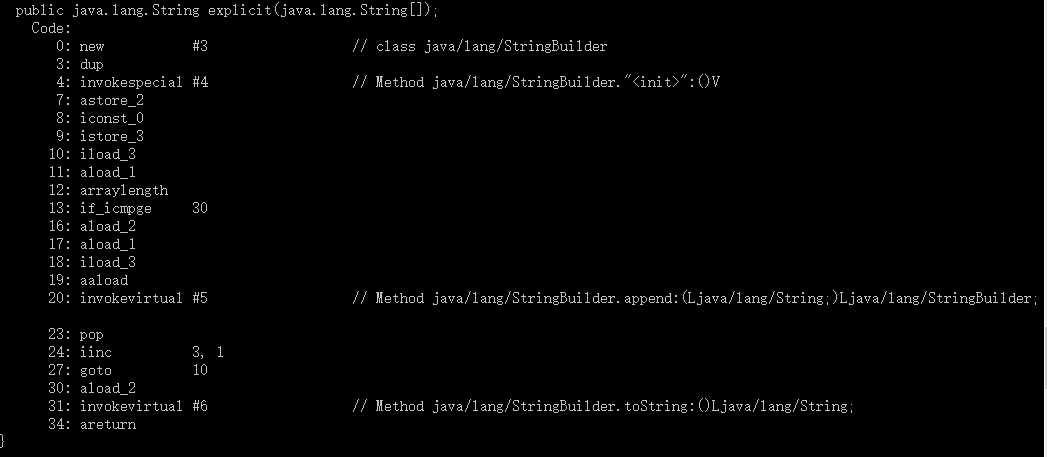 public java.lang.String explicit(java.lang.String[]);
Code:
0: new #3 // class java/lang/StringBuilder
3: dup
4: invokespecial #4 // Method java/lang/StringBuilder."<init>":()V
7: astore_2
8: iconst_0
9: istore_3
10: iload_3
11: aload_1
12: arraylength
13: if_icmpge 30
16: aload_2
17: aload_1
18: iload_3
19: aaload
20: invokevirtual #5 // Method java/lang/StringBuilder.append:(Ljava/lang/String;)Ljava/lang/StringBuilder;
23: pop
24: iinc 3, 1
27: goto 10
30: aload_2
31: invokevirtual #6 // Method java/lang/StringBuilder.toString:()Ljava/lang/String;
34: areturn
}